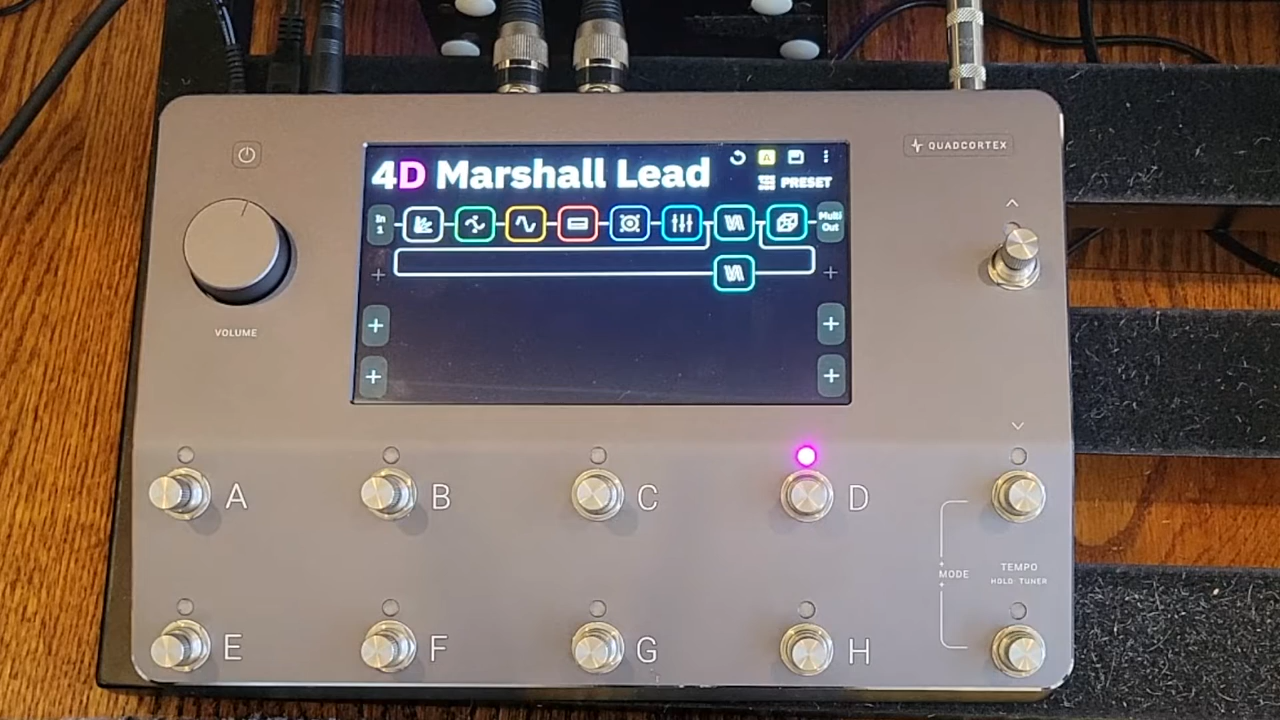 QUADCORTEX
4D Marshall Lead
A
PRESET
In
1
Multi
Out
VOLUME
A
B
C
D
MODE
TEMPO
HOLD: TUNER
E
F
G
H